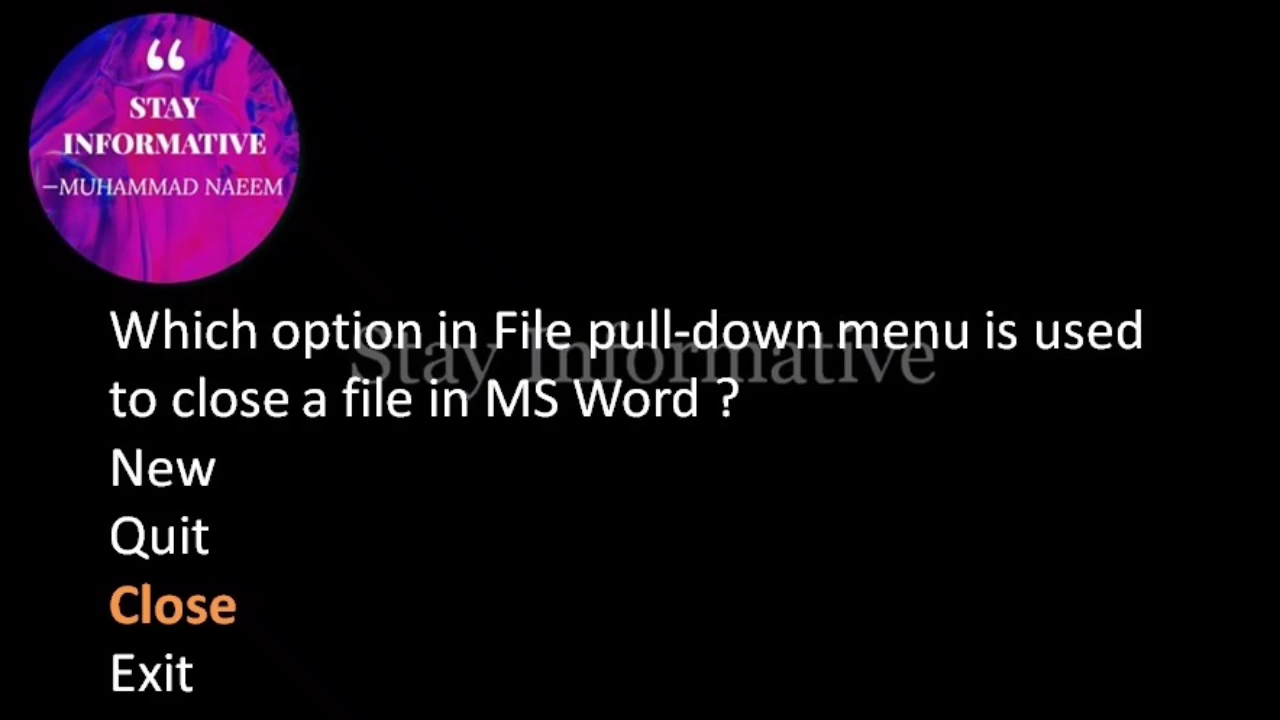 “
STAY
INFORMATIVE
—MUHAMMAD NAEEM
Which option in File pull-down menu is used
Stay Informative
to close a file in MS Word ?
New
Quit
Close
Exit